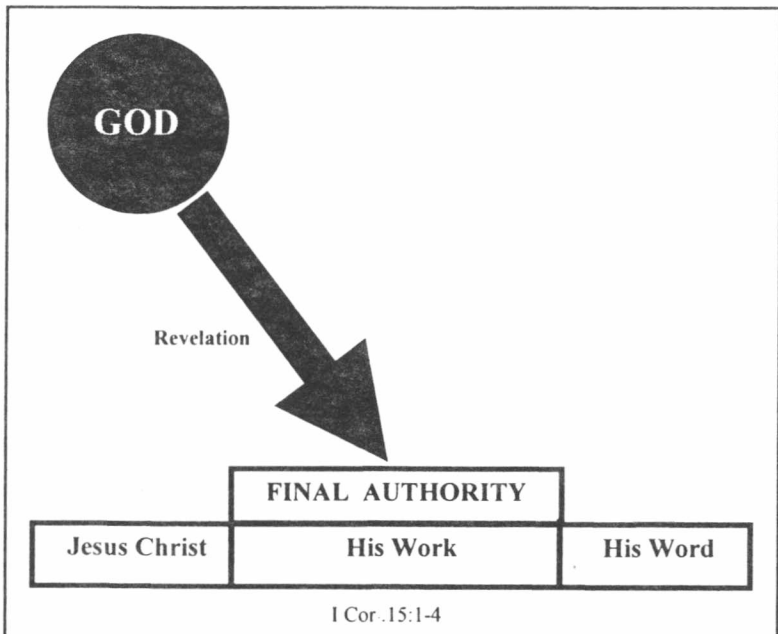 GOD
Revelation
FINAL AUTHORITY
Jesus Christ His Work His Word
I Cor.15:1-4